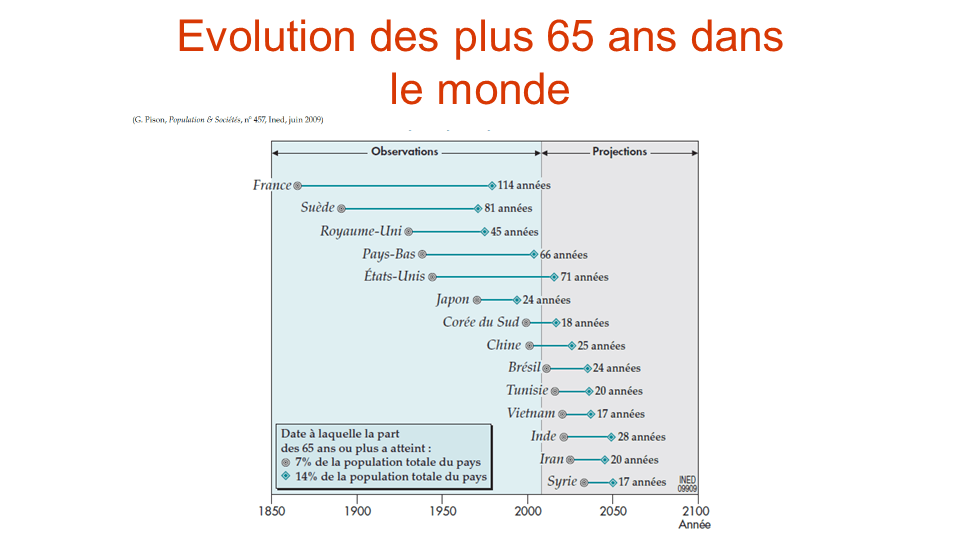 Evolution des plus 65 ans dans
le monde
(G. Pison, Population & Sociétés, n° 457, Ined, juin 2009)
Observations
Projections
France 114 années
Suède 81 années
Royaume-Uni 45 années
Pays-Bas 66 années
États-Unis 71 années
Japon 24 années
Corée du Sud 18 années
Chine 25 années
Brésil 24 années
Tunisie 20 années
Vietnam 17 années
Inde 28 années
Iran 20 années
Syrie 17 années
Date à laquelle la part
des 65 ans ou plus a atteint :
7% de la population totale du pays
14% de la population totale du pays
INED
09909
1850 1900 1950 2000 2050 2100
Année